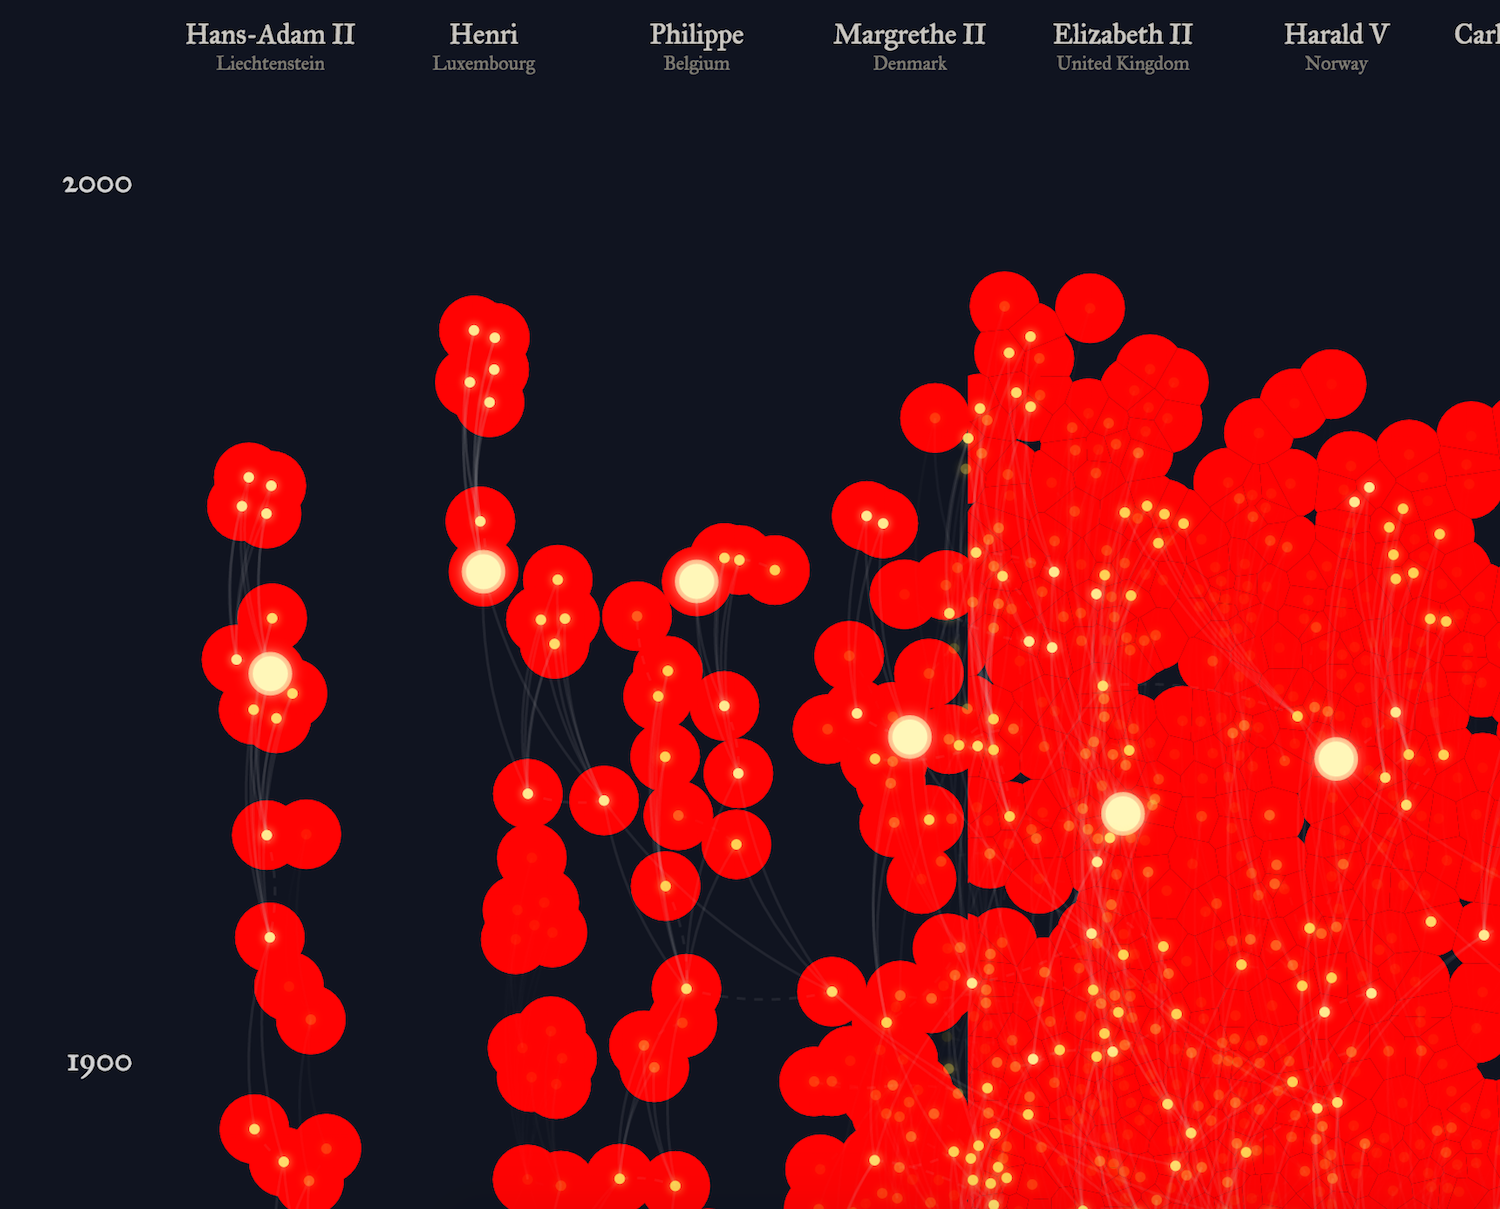 Hans-Adam II Henri Philippe Margrethe II Elizabeth II Harald V
Liechtenstein Luxembourg Belgium Denmark United Kingdom Norway
2000
1900